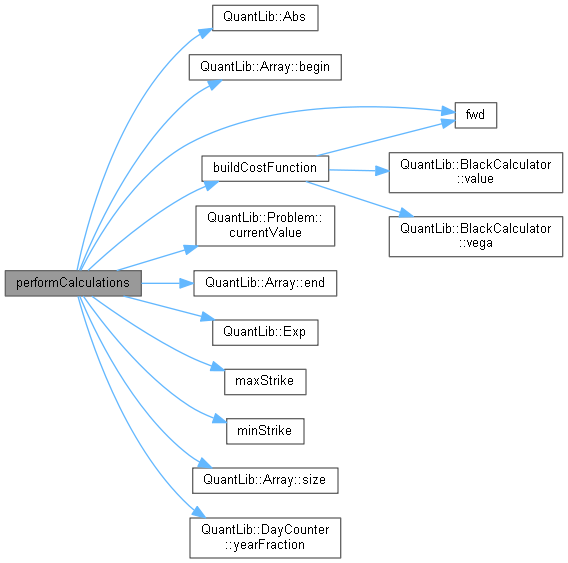 QuantLib::Abs
QuantLib::Array::begin
fwd
buildCostFunction
QuantLib::BlackCalculator
::value
QuantLib::Problem::
currentValue
QuantLib::BlackCalculator
::vega
performCalculations
QuantLib::Array::end
QuantLib::Exp
maxStrike
minStrike
QuantLib::Array::size
QuantLib::DayCounter
::yearFraction